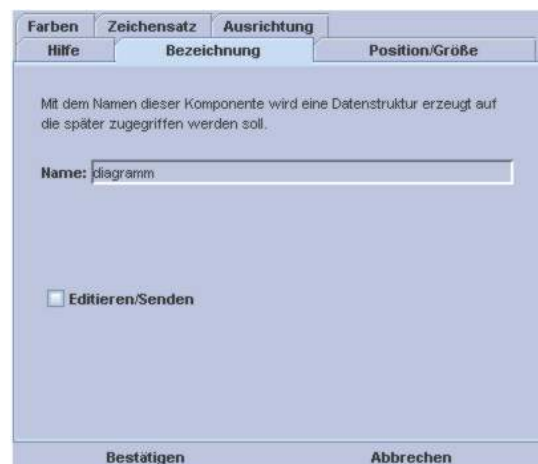 Farben Zeichensatz Ausrichtung
Hilfe Bezeichnung Position/Größe
Mit dem Namen dieser Komponente wird eine Datenstruktur erzeugt auf
die später zugegriffen werden soll.
Name: diagramm
Editieren/Senden
Bestätigen Abbrechen